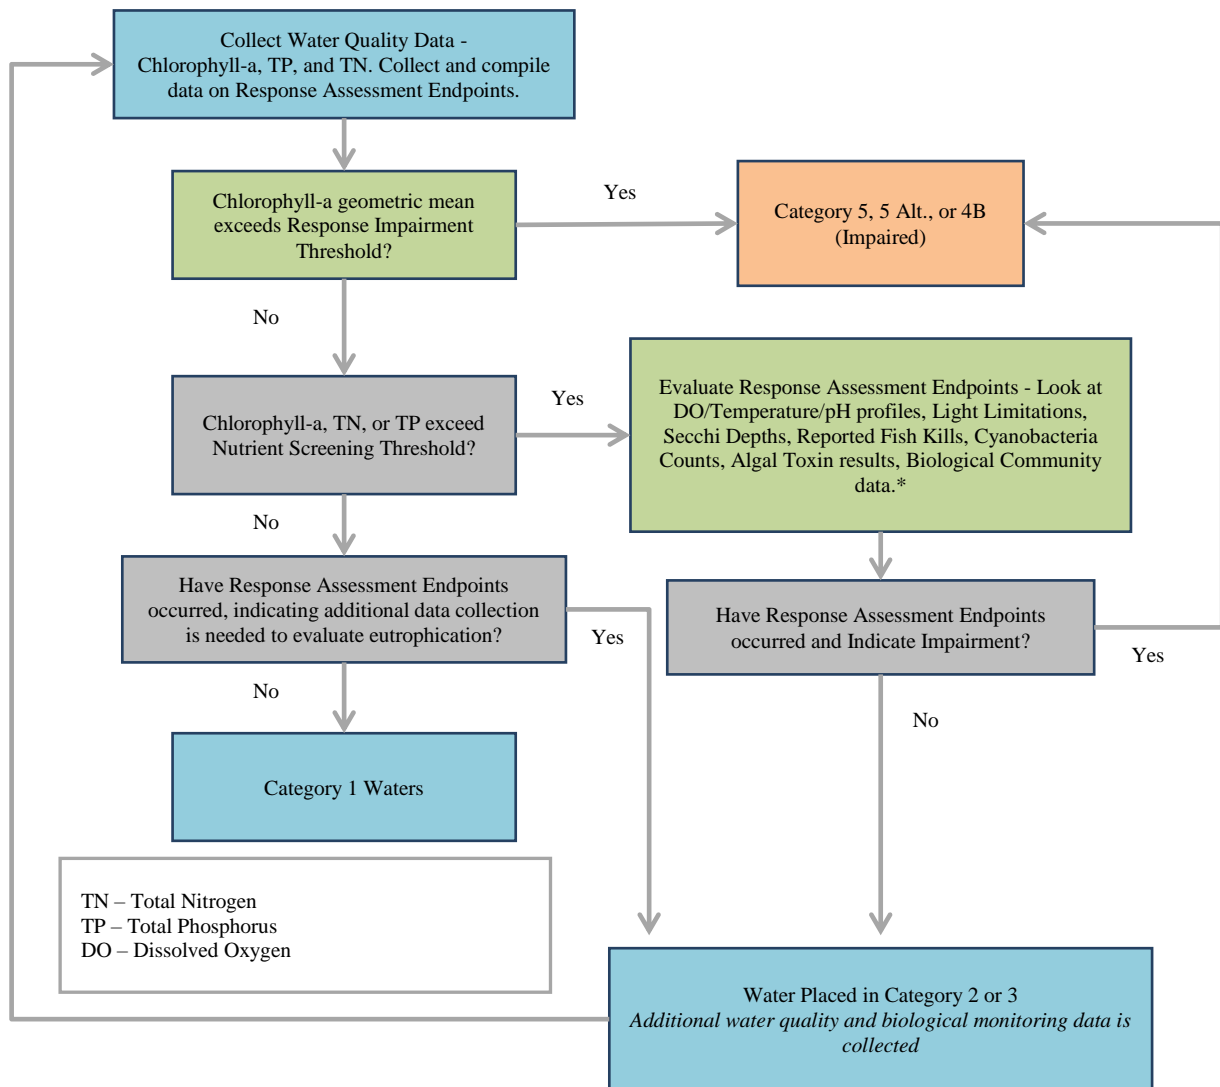 Collect Water Quality Data -
Chlorophyll-a, TP, and TN. Collect and compile
data on Response Assessment Endpoints.
Chlorophyll-a geometric mean
exceeds Response Impairment
Threshold?
Yes
Category 5, 5 Alt., or 4B
(Impaired)
No
Chlorophyll-a, TN, or TP exceed
Nutrient Screening Threshold?
Yes
Evaluate Response Assessment Endpoints - Look at
DO/Temperature/pH profiles, Light Limitations,
Secchi Depths, Reported Fish Kills, Cyanobacteria
Counts, Algal Toxin results, Biological Community
data.*
No
Have Response Assessment Endpoints
occurred, indicating additional data collection
is needed to evaluate eutrophication?
Yes
Have Response Assessment Endpoints
occurred and Indicate Impairment?
Yes
No
No
Category 1 Waters
TN – Total Nitrogen
TP – Total Phosphorus
DO – Dissolved Oxygen
Water Placed in Category 2 or 3
Additional water quality and biological monitoring data is
collected